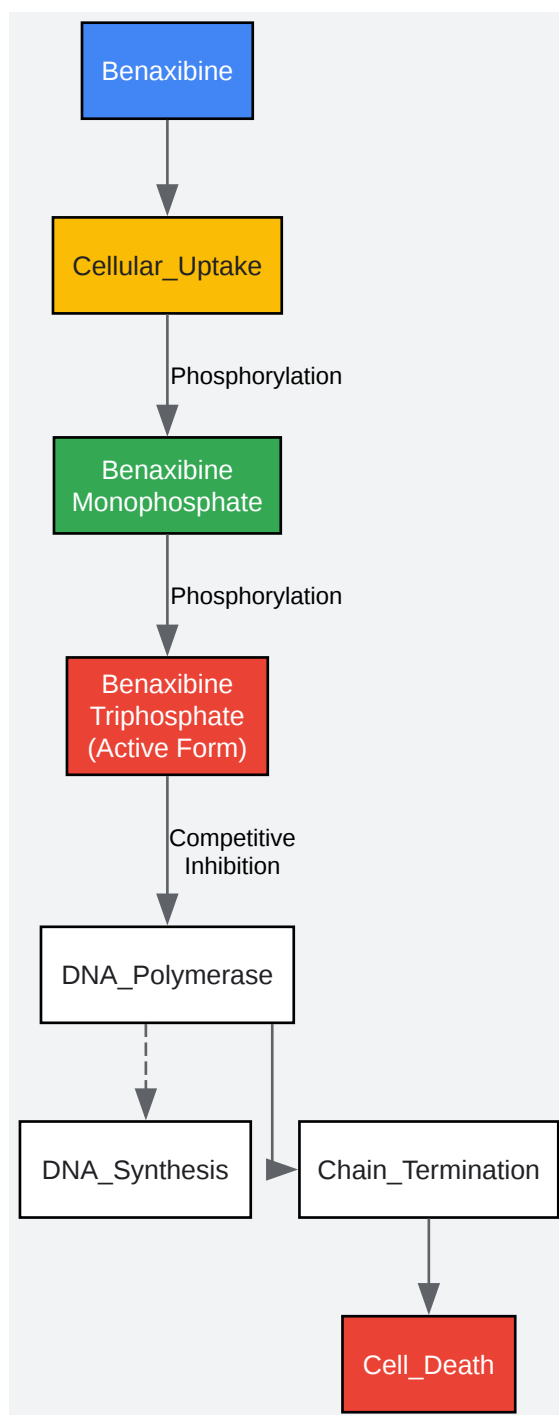 Benaxibine
Cellular_Uptake
Phosphorylation
Benaxibine
Monophosphate
Phosphorylation
Benaxibine
Triphosphate
(Active Form)
Competitive
Inhibition
DNA_Polymerase
DNA_Synthesis
Chain_Termination
Cell_Death